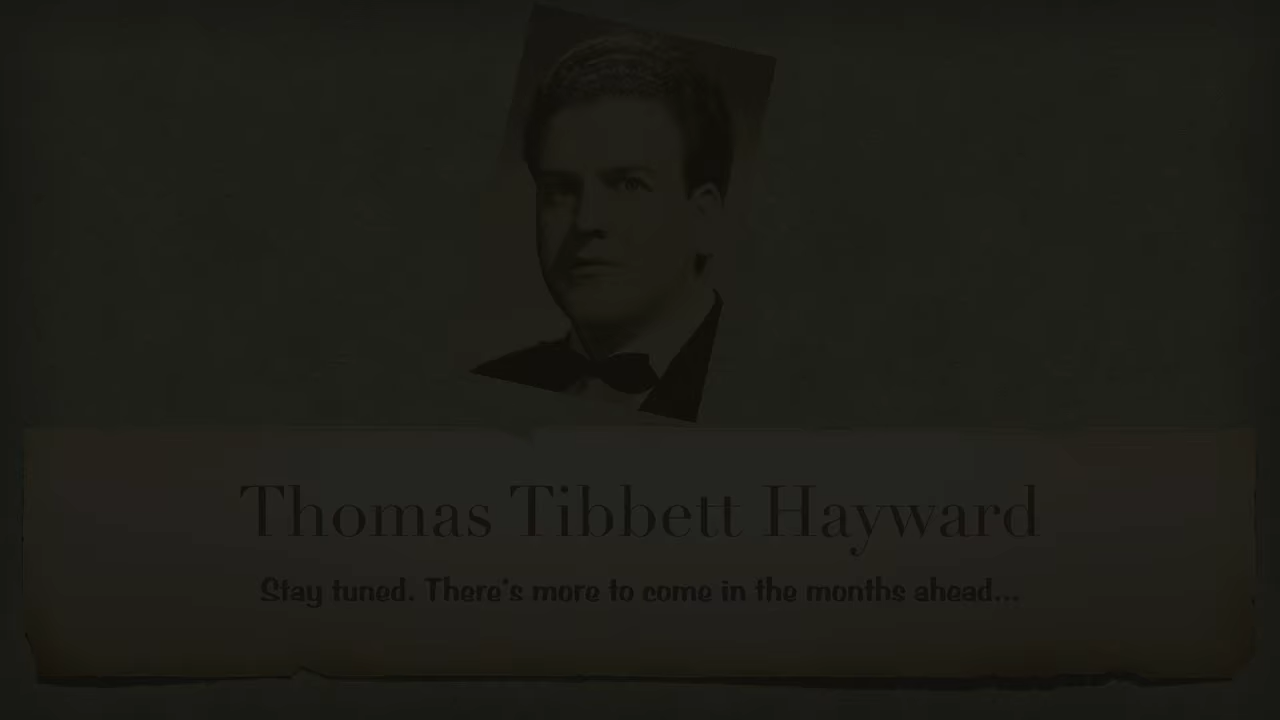 Thomas Tibbett Hayward
Stay tuned. There's more to come in the months ahead...